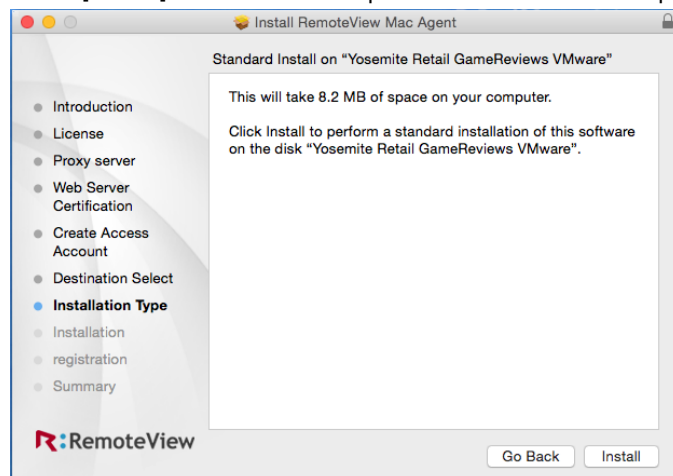 Install RemoteView Mac Agent
Standard Install on “Yosemite Retail GameReviews VMware”
Introduction
License
Proxy server
Web Server
Certification
Create Access
Account
Destination Select
Installation Type
Installation
registration
Summary
This will take 8.2 MB of space on your computer.
Click Install to perform a standard installation of this software
on the disk “Yosemite Retail GameReviews VMware”.
R:RemoteView
Go Back
Install